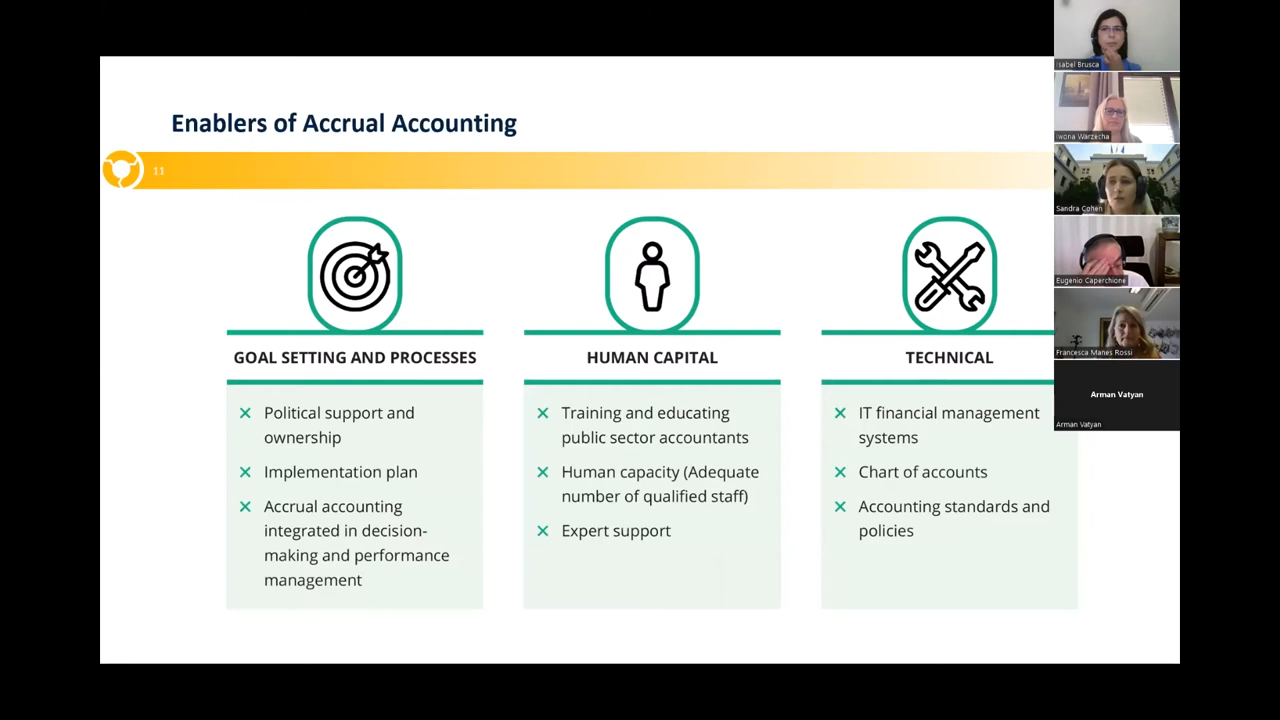 Enablers of Accrual Accounting
11
GOAL SETTING AND PROCESSES
Political support and
ownership
Implementation plan
Accrual accounting
integrated in decision-
making and performance
management
HUMAN CAPITAL
Training and educating
public sector accountants
Human capacity (Adequate
number of qualified staff)
Expert support
TECHNICAL
IT financial management
systems
Chart of accounts
Accounting standards and
policies
Isabel Brusca
Iwona Warzecha
Sandra Cohen
Eugenio Caperchione
Francesca Manes Rossi
Arman Vatyan
Arman Vatyan